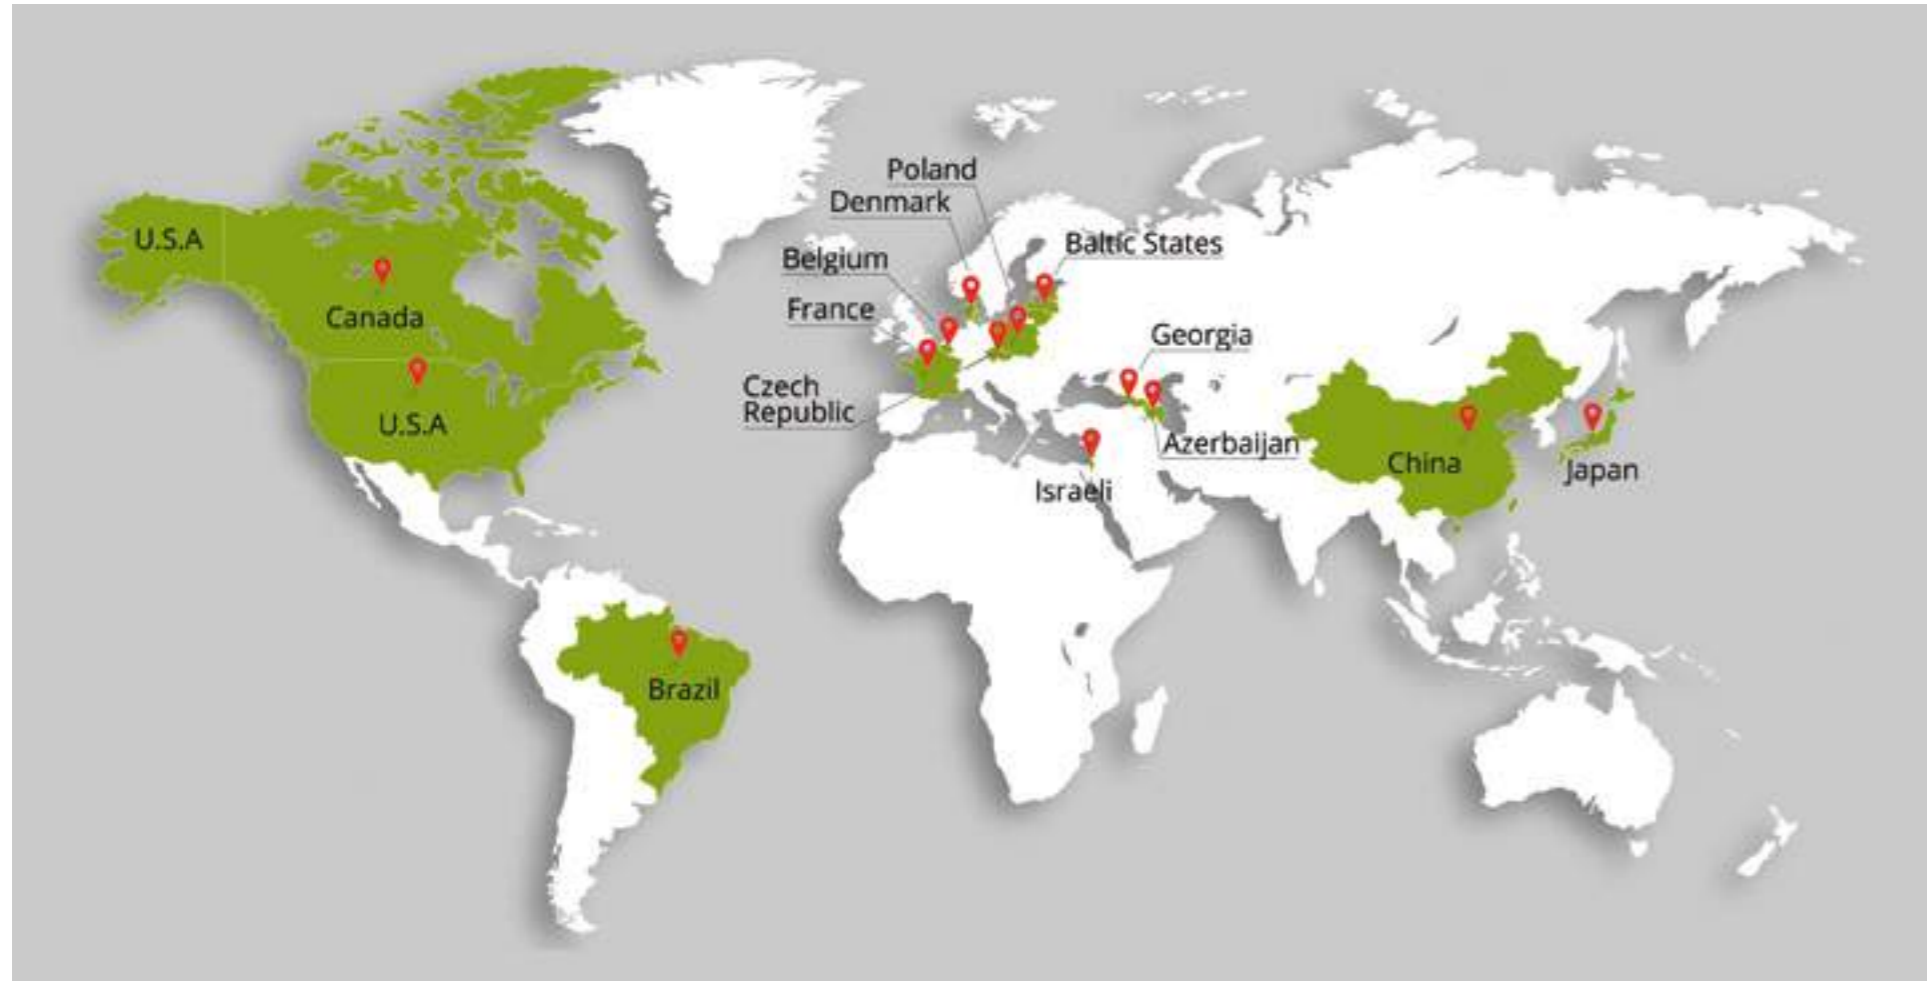 Poland
Denmark
U.S.A
Baltic States
Belgium
France
Canada
Georgia
Czech
Republic
U.S.A
Azerbaijan
China
Japan
Israeli
Brazil